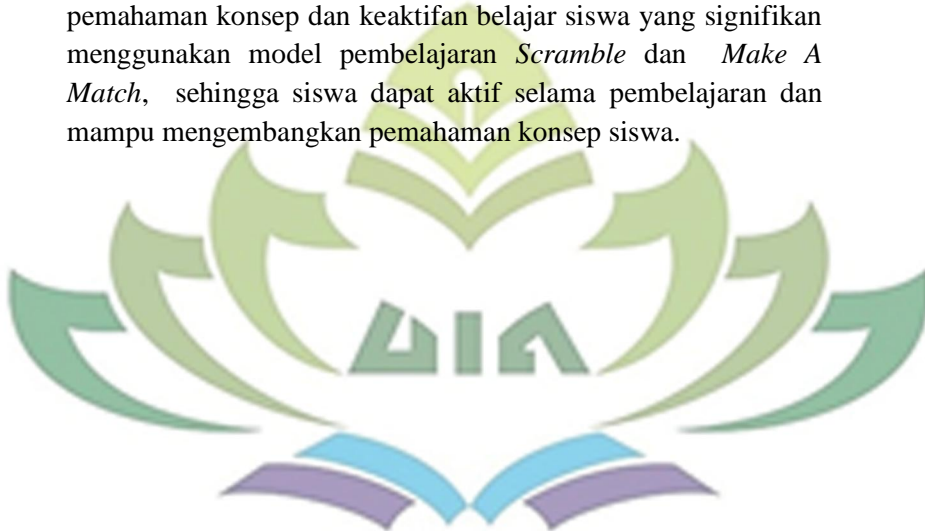 pemahaman konsep dan keaktifan belajar siswa yang signifikan
menggunakan model pembelajaran Scramble dan Make A
Match, sehingga siswa dapat aktif selama pembelajaran dan
mampu mengembangkan pemahaman konsep siswa.
UIN